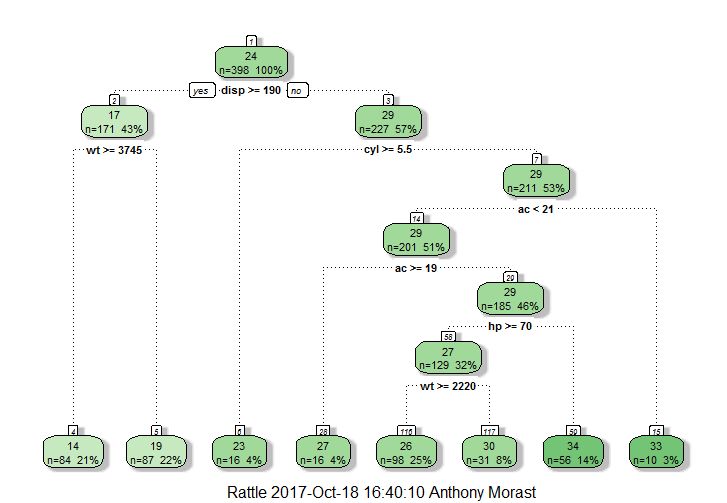 1
24
n=398 100%
yes disp >= 190 no
2
17
n=171 43%
3
29
n=227 57%
wt >= 3745
cyl >= 5.5
7
29
n=211 53%
ac < 21
14
29
n=201 51%
ac >= 19
29
29
n=185 46%
hp >= 70
58
27
n=129 32%
wt >= 2220
4
14
n=84 21%
5
19
n=87 22%
6
23
n=16 4%
28
27
n=16 4%
116
26
n=98 25%
117
30
n=31 8%
59
34
n=56 14%
15
33
n=10 3%
Rattle 2017-Oct-18 16:40:10 Anthony Morast